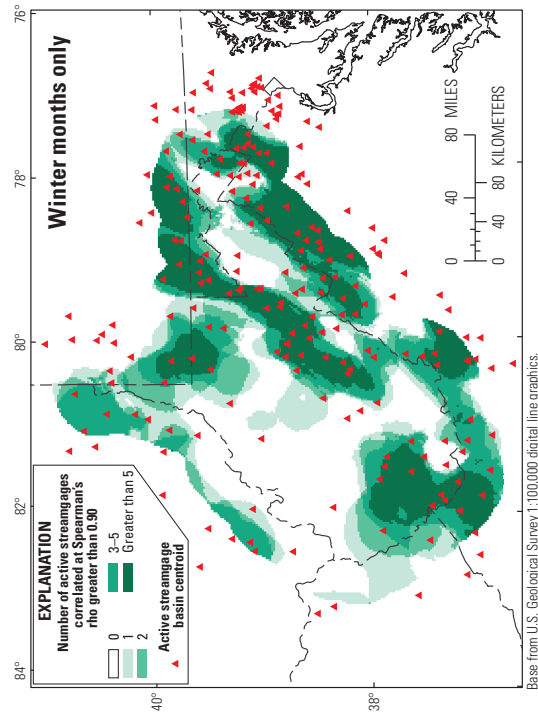 Winter months only
EXPLANATION
Number of active streamgages
correlated at Spearman's
rho greater than 0.90
0
1
2
3–5
Greater than 5
Active streamgage
basin centroid
84°
82°
80°
78°
76°
40°
38°
0 40 80 MILES
0 40 80 KILOMETERS
Base from U.S. Geological Survey 1:100,000 digital line graphics.